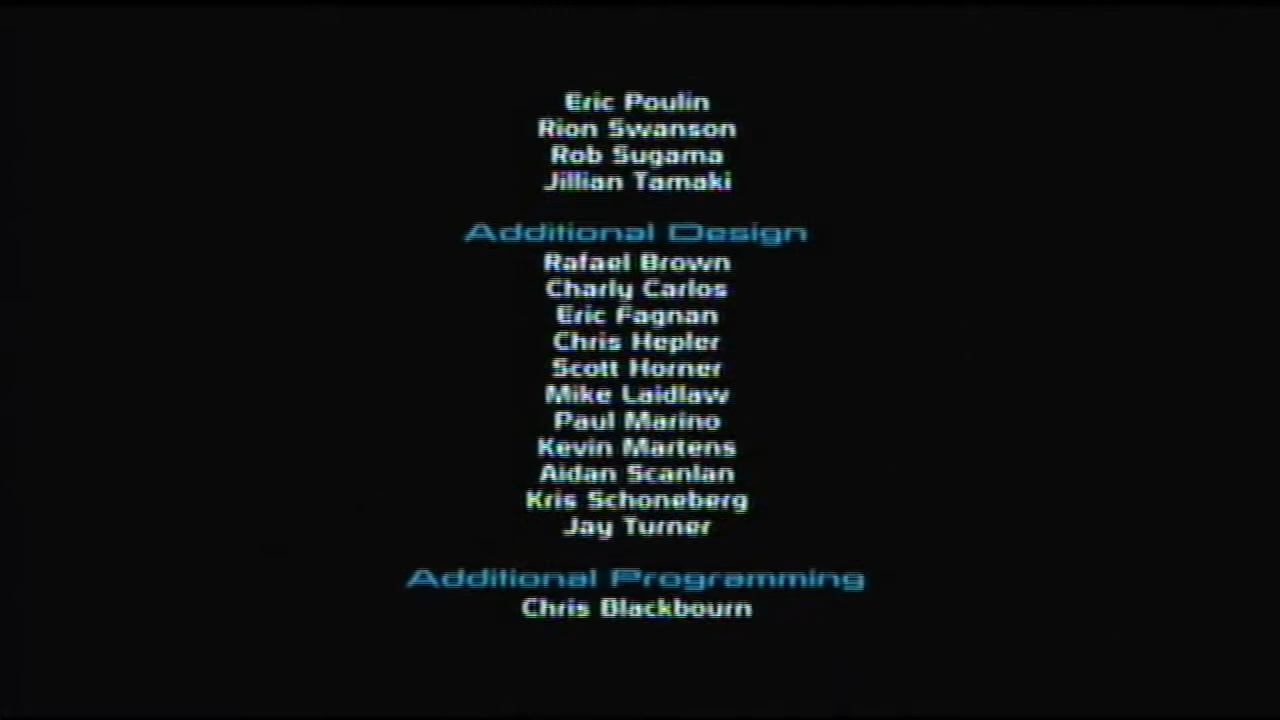 Eric Poulin
Rion Swanson
Rob Sugama
Jillian Tamaki
Additional Design
Rafael Brown
Charly Carlos
Eric Fagnan
Chris Hepler
Scott Horner
Mike Laidlaw
Paul Marino
Kevin Martens
Aidan Scanlan
Kris Schoneberg
Jay Turner
Additional Programming
Chris Blackbourn